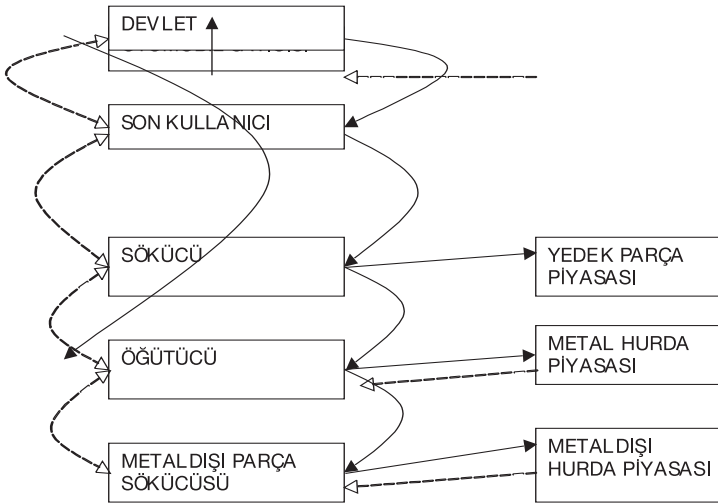 DEVLET
SON KULLANICI
SÖKÜCÜ
YEDEK PARÇA
PİYASASI
ÖĞÜTÜCÜ
METAL HURDA
PİYASASI
METALDIŞI PARÇA
SÖKÜCÜSÜ
METALDIŞI
HURDA PİYASASI